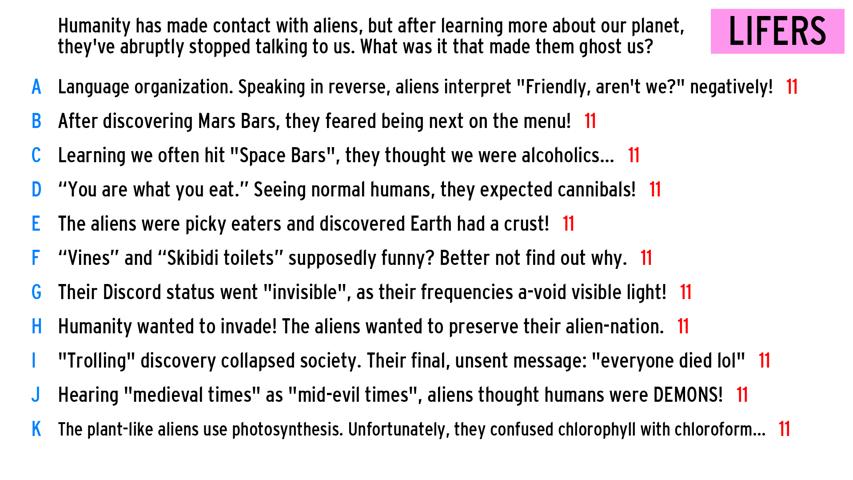 Humanity has made contact with aliens, but after learning more about our planet,
they've abruptly stopped talking to us. What was it that made them ghost us?
LIFERS
A Language organization. Speaking in reverse, aliens interpret "Friendly, aren't we?" negatively! 11
B After discovering Mars Bars, they feared being next on the menu! 11
C Learning we often hit "Space Bars", they thought we were alcoholics... 11
D “You are what you eat.” Seeing normal humans, they expected cannibals! 11
E The aliens were picky eaters and discovered Earth had a crust! 11
F “Vines” and “Skibidi toilets” supposedly funny? Better not find out why. 11
G Their Discord status went "invisible", as their frequencies a-void visible light! 11
H Humanity wanted to invade! The aliens wanted to preserve their alien-nation. 11
I "Trolling" discovery collapsed society. Their final, unsent message: "everyone died lol" 11
J Hearing "medieval times" as "mid-evil times", aliens thought humans were DEMONS! 11
K The plant-like aliens use photosynthesis. Unfortunately, they confused chlorophyll with chloroform... 11